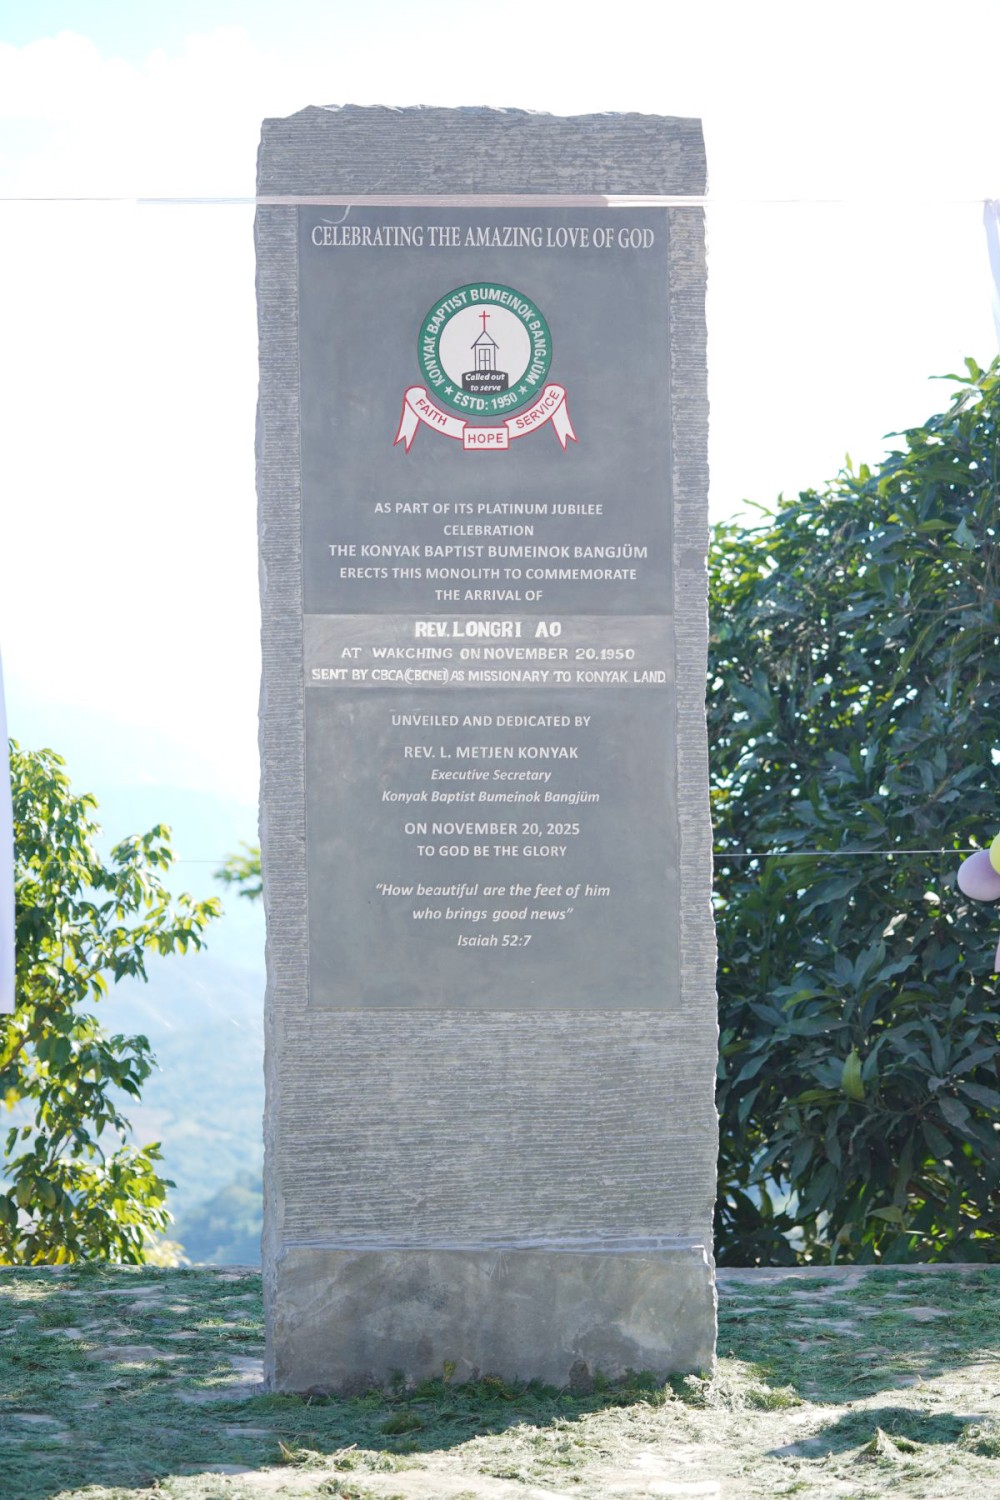 CELEBRATING THE AMAZING LOVE OF GOD
KONYAK BAPTIST BUMEINOK BANGJÜM
Called out
to serve
★ ESTD: 1950 ★
FAITH
HOPE
SERVICE
AS PART OF ITS PLATINUM JUBILEE
CELEBRATION
THE KONYAK BAPTIST BUMEINOK BANGJÜM
ERECTS THIS MONOLITH TO COMMEMORATE
THE ARRIVAL OF
REV. LONGRI AO
AT WAKCHING ON NOVEMBER 20, 1950
SENT BY CBCA (CBCNEI) AS MISSIONARY TO KONYAK LAND
UNVEILED AND DEDICATED BY
REV. L. METJEN KONYAK
Executive Secretary
Konyak Baptist Bumeinok Bangjüm
ON NOVEMBER 20, 2025
TO GOD BE THE GLORY
“How beautiful are the feet of him
who brings good news”
Isaiah 52:7